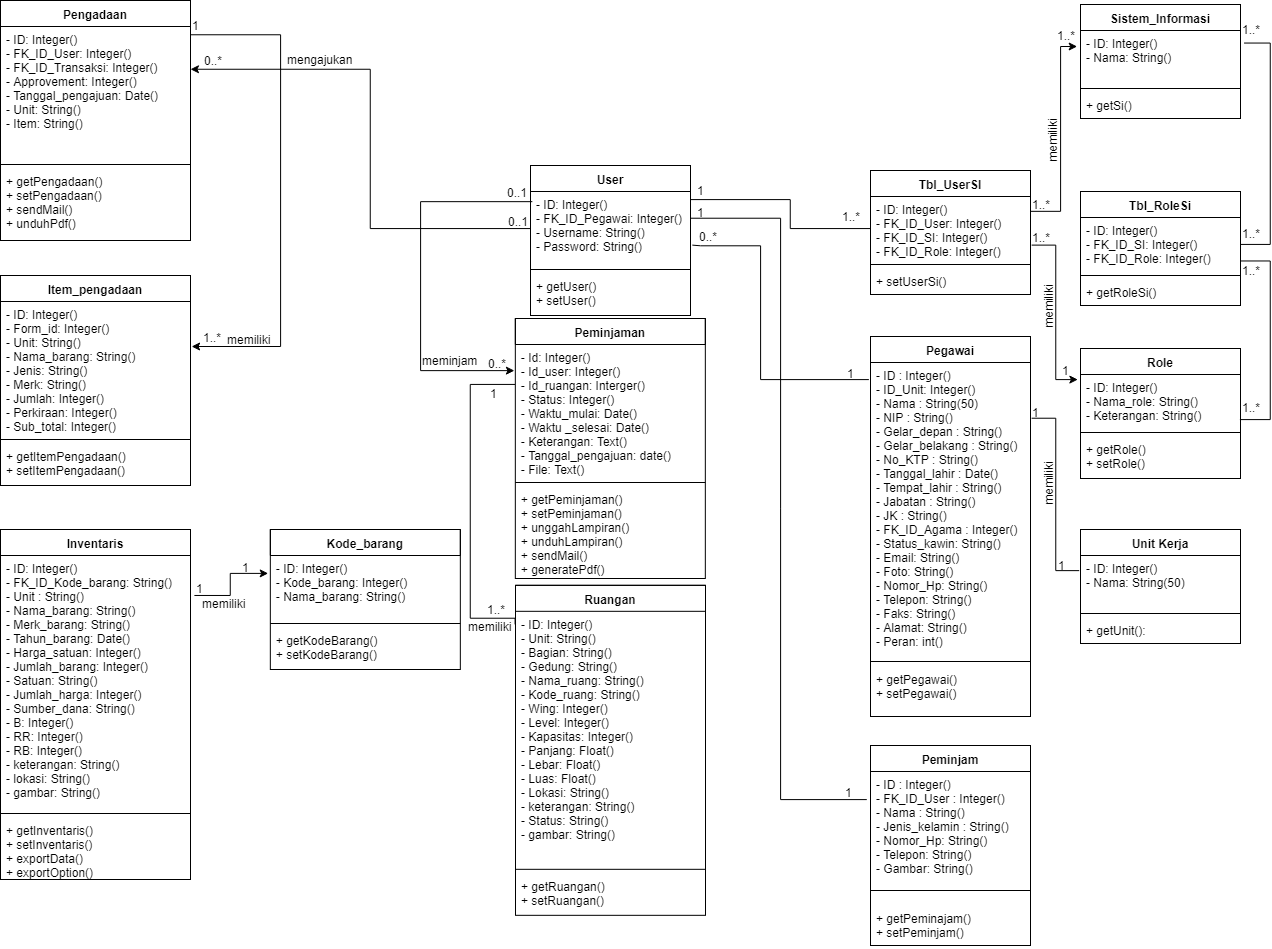 Pengadaan
- ID: Integer()
- FK_ID_User: Integer()
- FK_ID_Transaksi: Integer()
- Approvement: Integer()
- Tanggal_pengajuan: Date()
- Unit: String()
- Item: String()
+ getPengadaan()
+ setPengadaan()
+ sendMail()
+ unduhPdf()
1
0..*
mengajukan
Item_pengadaan
- ID: Integer()
- Form_id: Integer()
- Unit: String()
- Nama_barang: String()
- Jenis: String()
- Merk: String()
- Jumlah: Integer()
- Perkiraan: Integer()
- Sub_total: Integer()
+ getItemPengadaan()
+ setItemPengadaan()
1..*
memiliki
Inventaris
- ID: Integer()
- FK_ID_Kode_barang: String()
- Unit : String()
- Nama_barang: String()
- Merk_barang: String()
- Tahun_barang: Date()
- Harga_satuan: Integer()
- Jumlah_barang: Integer()
- Satuan: String()
- Jumlah_harga: Integer()
- Sumber_dana: String()
- B: Integer()
- RR: Integer()
- RB: Integer()
- keterangan: String()
- lokasi: String()
- gambar: String()
+ getInventaris()
+ setInventaris()
+ exportData()
+ exportOption()
1
1
memiliki
Kode_barang
- ID: Integer()
- Kode_barang: Integer()
- Nama_barang: String()
+ getKodeBarang()
+ setKodeBarang()
User
- ID: Integer()
- FK_ID_Pegawai: Integer()
- Username: String()
- Password: String()
+ getUser()
+ setUser()
0..1
0..1
1
1
0..*
Peminjaman
- Id: Integer()
- Id_user: Integer()
- Id_ruangan: Interger()
- Status: Integer()
- Waktu_mulai: Date()
- Waktu _selesai: Date()
- Keterangan: Text()
- Tanggal_pengajuan: date()
- File: Text()
+ getPeminjaman()
+ setPeminjaman()
+ unggahLampiran()
+ unduhLampiran()
+ sendMail()
+ generatePdf()
meminjam
0..*
1
1..*
memiliki
Ruangan
- ID: Integer()
- Unit: String()
- Bagian: String()
- Gedung: String()
- Nama_ruang: String()
- Kode_ruang: String()
- Wing: Integer()
- Level: Integer()
- Kapasitas: Integer()
- Panjang: Float()
- Lebar: Float()
- Luas: Float()
- Lokasi: String()
- keterangan: String()
- Status: String()
- gambar: String()
+ getRuangan()
+ setRuangan()
Tbl_UserSI
- ID: Integer()
- FK_ID_User: Integer()
- FK_ID_SI: Integer()
- FK_ID_Role: Integer()
+ setUserSi()
1..*
1..*
1..*
memiliki
1..*
memiliki
1
Pegawai
- ID : Integer()
- ID_Unit: Integer()
- Nama : String(50)
- NIP : String()
- Gelar_depan : String()
- Gelar_belakang : String()
- No_KTP : String()
- Tanggal_lahir : Date()
- Tempat_lahir : String()
- Jabatan : String()
- JK : String()
- FK_ID_Agama : Integer()
- Status_kawin: String()
- Email: String()
- Foto: String()
- Nomor_Hp: String()
- Telepon: String()
- Faks: String()
- Alamat: String()
- Peran: int()
+ getPegawai()
+ setPegawai()
1
1
memiliki
1
Peminjam
- ID : Integer()
- FK_ID_User : Integer()
- Nama : String()
- Jenis_kelamin : String()
- Nomor_Hp: String()
- Telepon: String()
- Gambar: String()
+ getPeminajam()
+ setPeminjam()
1
Sistem_Informasi
- ID: Integer()
- Nama: String()
+ getSi()
1..*
Tbl_RoleSi
- ID: Integer()
- FK_ID_SI: Integer()
- FK_ID_Role: Integer()
+ getRoleSi()
1..*
1..*
Role
- ID: Integer()
- Nama_role: String()
- Keterangan: String()
+ getRole()
+ setRole()
1..*
Unit Kerja
- ID: Integer()
- Nama: String(50)
+ getUnit():